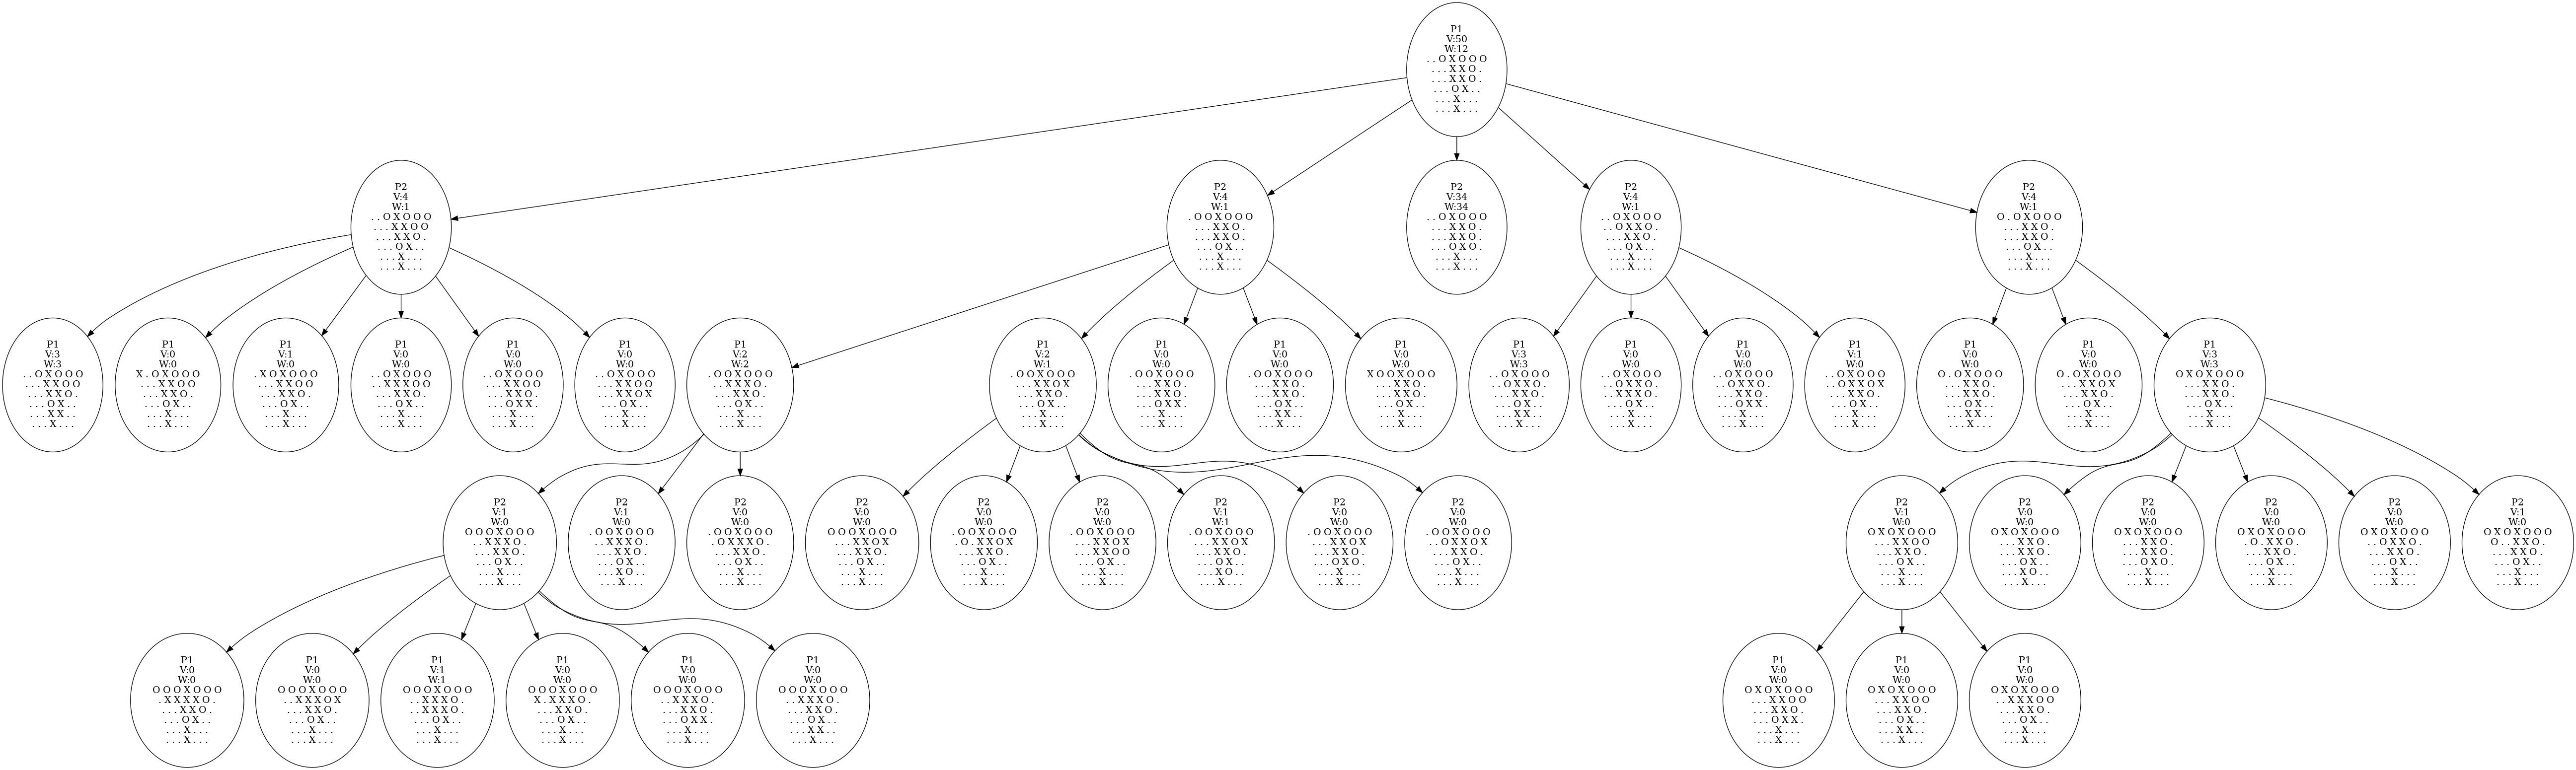 P1
V:50
W:12
. . O X O O O
. . . X X O .
. . . X X O .
. . . O X . .
. . . X . . .
. . . X . . .
P2
V:4
W:1
. . O X O O O
. . . X X O O
. . . X X O .
. . . O X . .
. . . X . . .
. . . X . . .
P2
V:4
W:1
. O O X O O O
. . . X X O .
. . . X X O .
. . . O X . .
. . . X . . .
. . . X . . .
P2
V:34
W:34
. . O X O O O
. . . X X O .
. . . X X O .
. . . O X O .
. . . X . . .
. . . X . . .
P2
V:4
W:1
. . O X O O O
. . O X X O .
. . . X X O .
. . . O X . .
. . . X . . .
. . . X . . .
P2
V:4
W:1
O . O X O O O
. . . X X O .
. . . X X O .
. . . O X . .
. . . X . . .
. . . X . . .
P1
V:3
W:3
. . O X O O O
. . . X X O O
. . . X X O .
. . . O X . .
. . . X X . .
. . . X . . .
P1
V:0
W:0
X . O X O O O
. . . X X O O
. . . X X O .
. . . O X . .
. . . X . . .
. . . X . . .
P1
V:1
W:0
. X O X O O O
. . . X X O O
. . . X X O .
. . . O X . .
. . . X . . .
. . . X . . .
P1
V:0
W:0
. . O X O O O
. . X X X O O
. . . X X O .
. . . O X . .
. . . X . . .
. . . X . . .
P1
V:0
W:0
. . O X O O O
. . . X X O O
. . . X X O .
. . . O X X .
. . . X . . .
. . . X . . .
P1
V:0
W:0
. . O X O O O
. . . X X O O
. . . X X O X
. . . O X . .
. . . X . . .
. . . X . . .
P1
V:2
W:2
. O O X O O O
. . X X X O .
. . . X X O .
. . . O X . .
. . . X . . .
. . . X . . .
P1
V:2
W:1
. O O X O O O
. . . X X O X
. . . X X O .
. . . O X . .
. . . X . . .
. . . X . . .
P1
V:0
W:0
. O O X O O O
. . . X X O .
. . . X X O .
. . . O X X .
. . . X . . .
. . . X . . .
P1
V:0
W:0
. O O X O O O
. . . X X O .
. . . X X O .
. . . O X . .
. . . X X . .
. . . X . . .
P1
V:0
W:0
X O O X O O O
. . . X X O .
. . . X X O .
. . . O X . .
. . . X . . .
. . . X . . .
P1
V:3
W:3
. . O X O O O
. . O X X O .
. . . X X O .
. . . O X . .
. . . X X . .
. . . X . . .
P1
V:0
W:0
. . O X O O O
. . O X X O .
. . X X X O .
. . . O X . .
. . . X . . .
. . . X . . .
P1
V:0
W:0
. . O X O O O
. . O X X O .
. . . X X O .
. . . O X X .
. . . X . . .
. . . X . . .
P1
V:1
W:0
. . O X O O O
. . O X X O X
. . . X X O .
. . . O X . .
. . . X . . .
. . . X . . .
P1
V:0
W:0
O . O X O O O
. . . X X O .
. . . X X O .
. . . O X . .
. . . X X . .
. . . X . . .
P1
V:0
W:0
O . O X O O O
. . . X X O X
. . . X X O .
. . . O X . .
. . . X . . .
. . . X . . .
P1
V:3
W:3
O X O X O O O
. . . X X O .
. . . X X O .
. . . O X . .
. . . X . . .
. . . X . . .
P2
V:1
W:0
O O O X O O O
. . X X X O .
. . . X X O .
. . . O X . .
. . . X . . .
. . . X . . .
P2
V:1
W:0
. O O X O O O
. . X X X O .
. . . X X O .
. . . O X . .
. . . X O . .
. . . X . . .
P2
V:0
W:0
. O O X O O O
. O X X X O .
. . . X X O .
. . . O X . .
. . . X . . .
. . . X . . .
P2
V:0
W:0
O O O X O O O
. . . X X O X
. . . X X O .
. . . O X . .
. . . X . . .
. . . X . . .
P2
V:0
W:0
. O O X O O O
. O . X X O X
. . . X X O .
. . . O X . .
. . . X . . .
. . . X . . .
P2
V:0
W:0
. O O X O O O
. . . X X O X
. . . X X O O
. . . O X . .
. . . X . . .
. . . X . . .
P2
V:1
W:1
. O O X O O O
. . . X X O X
. . . X X O .
. . . O X . .
. . . X O . .
. . . X . . .
P2
V:0
W:0
. O O X O O O
. . . X X O X
. . . X X O .
. . . O X O .
. . . X . . .
. . . X . . .
P2
V:0
W:0
. O O X O O O
. . O X X O X
. . . X X O .
. . . O X . .
. . . X . . .
. . . X . . .
P2
V:1
W:0
O X O X O O O
. . . X X O O
. . . X X O .
. . . O X . .
. . . X . . .
. . . X . . .
P2
V:0
W:0
O X O X O O O
. . . X X O .
. . . X X O .
. . . O X . .
. . . X O . .
. . . X . . .
P2
V:0
W:0
O X O X O O O
. . . X X O .
. . . X X O .
. . . O X O .
. . . X . . .
. . . X . . .
P2
V:0
W:0
O X O X O O O
. O . X X O .
. . . X X O .
. . . O X . .
. . . X . . .
. . . X . . .
P2
V:0
W:0
O X O X O O O
. . O X X O .
. . . X X O .
. . . O X . .
. . . X . . .
. . . X . . .
P2
V:1
W:0
O X O X O O O
O . . X X O .
. . . X X O .
. . . O X . .
. . . X . . .
. . . X . . .
P1
V:0
W:0
O O O X O O O
. X X X X O .
. . . X X O .
. . . O X . .
. . . X . . .
. . . X . . .
P1
V:0
W:0
O O O X O O O
. . X X X O X
. . . X X O .
. . . O X . .
. . . X . . .
. . . X . . .
P1
V:1
W:1
O O O X O O O
. . X X X O .
. . X X X O .
. . . O X . .
. . . X . . .
. . . X . . .
P1
V:0
W:0
O O O X O O O
X . X X X O .
. . . X X O .
. . . O X . .
. . . X . . .
. . . X . . .
P1
V:0
W:0
O O O X O O O
. . X X X O .
. . . X X O .
. . . O X X .
. . . X . . .
. . . X . . .
P1
V:0
W:0
O O O X O O O
. . X X X O .
. . . X X O .
. . . O X . .
. . . X X . .
. . . X . . .
P1
V:0
W:0
O X O X O O O
. . . X X O O
. . . X X O .
. . . O X X .
. . . X . . .
. . . X . . .
P1
V:0
W:0
O X O X O O O
. . . X X O O
. . . X X O .
. . . O X . .
. . . X X . .
. . . X . . .
P1
V:0
W:0
O X O X O O O
. . X X X O O
. . . X X O .
. . . O X . .
. . . X . . .
. . . X . . .